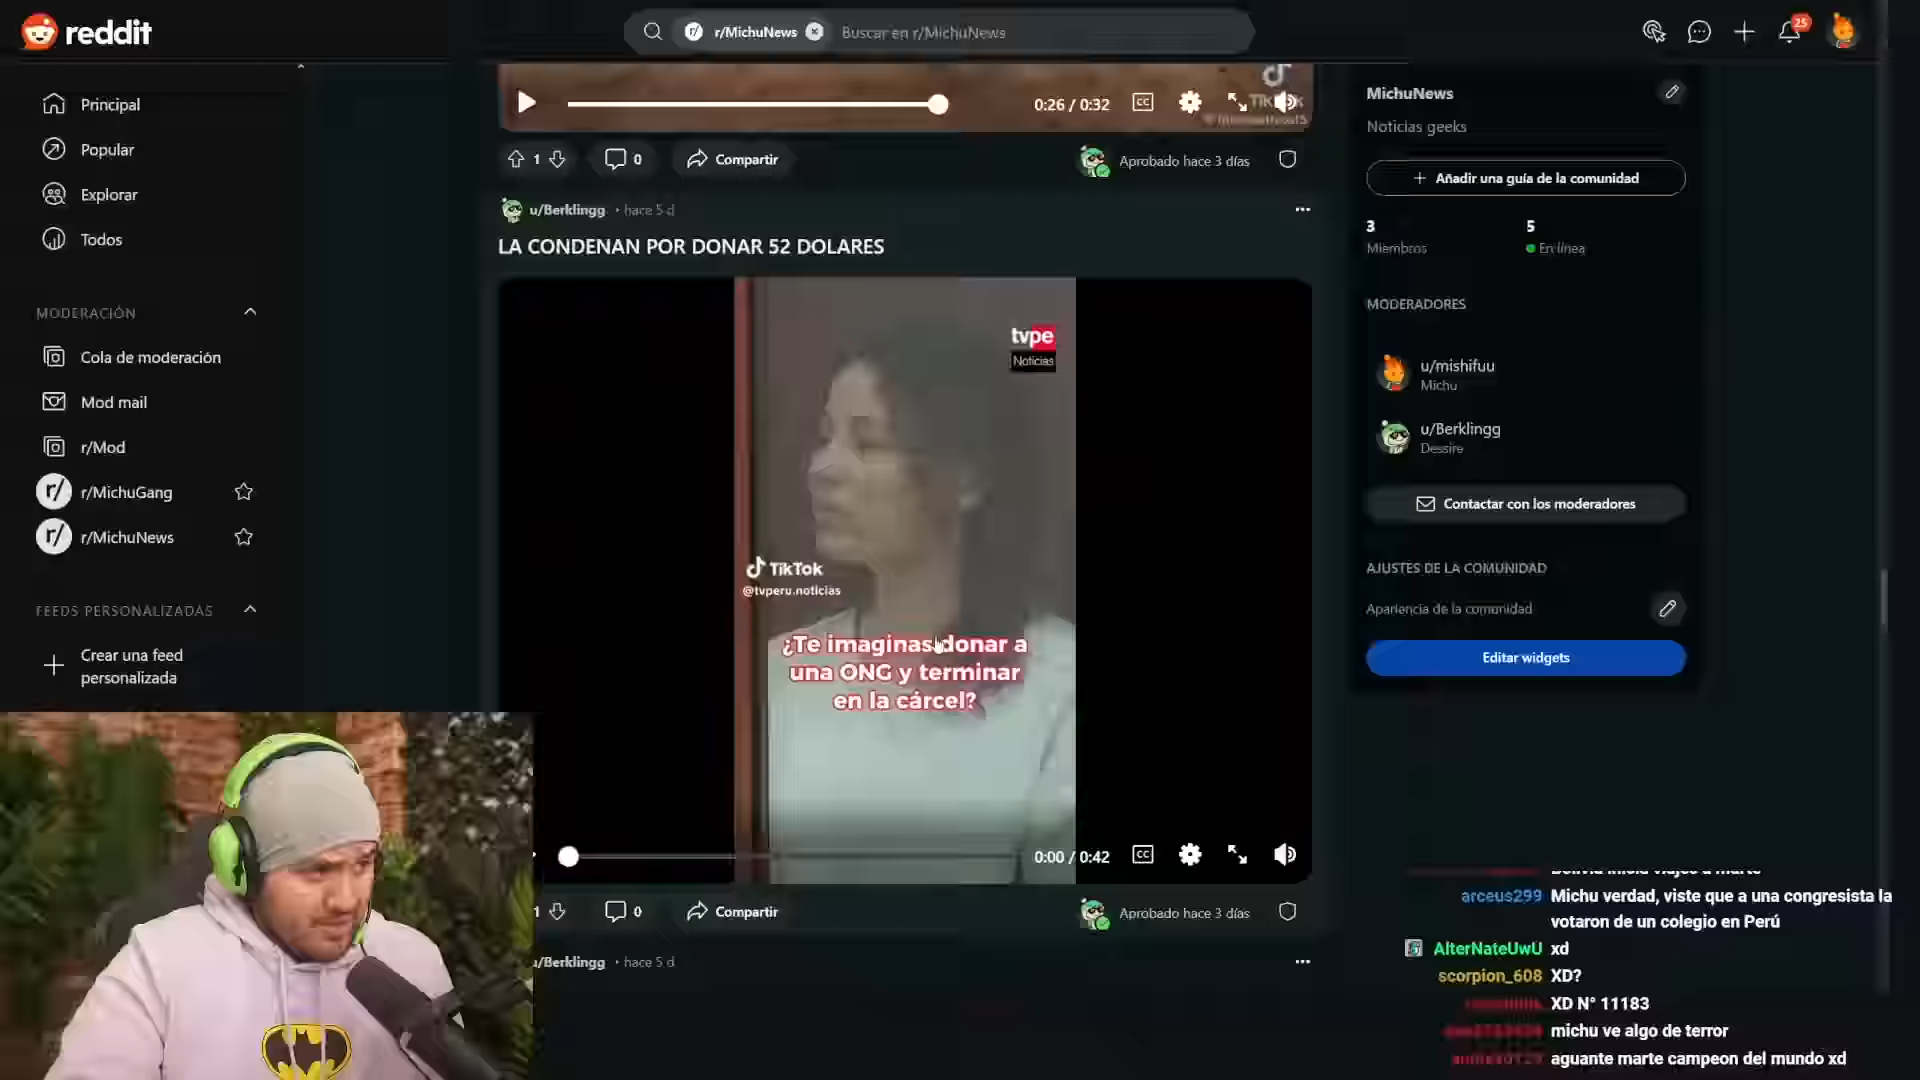 reddit
r/MichuNews
Buscar en r/MichuNews
25
Principal
Popular
Explorar
Todos
MODERACIÓN
Cola de moderación
Mod mail
r/Mod
r/ r/MichuGang
r/ r/MichuNews
FEEDS PERSONALIZADAS
Crear una feed
personalizada
0:26 / 0:32
CC
1
0
Compartir
Aprobado hace 3 días
u/Berklingg • hace 5 d
LA CONDENAN POR DONAR 52 DOLARES
tvpe
Noticias
TikTok
@tvperu.noticias
¿Te imaginas donar a
una ONG y terminar
en la cárcel?
0:00 / 0:42
CC
1
0
Compartir
Aprobado hace 3 días
u/Berklingg • hace 5 d
MichuNews
Noticias geeks
Añadir una guía de la comunidad
3
Miembros
5
En línea
MODERADORES
u/mishifuu
Michu
u/Berklingg
Dessire
Contactar con los moderadores
AJUSTES DE LA COMUNIDAD
Apariencia de la comunidad
Editar widgets
arceus299 Michu verdad, viste que a una congresista la
votaron de un colegio en Perú
AlterNateUwU xd
scorpion_608 XD?
XD N° 11183
michu ve algo de terror
aguante marte campeon del mundo xd